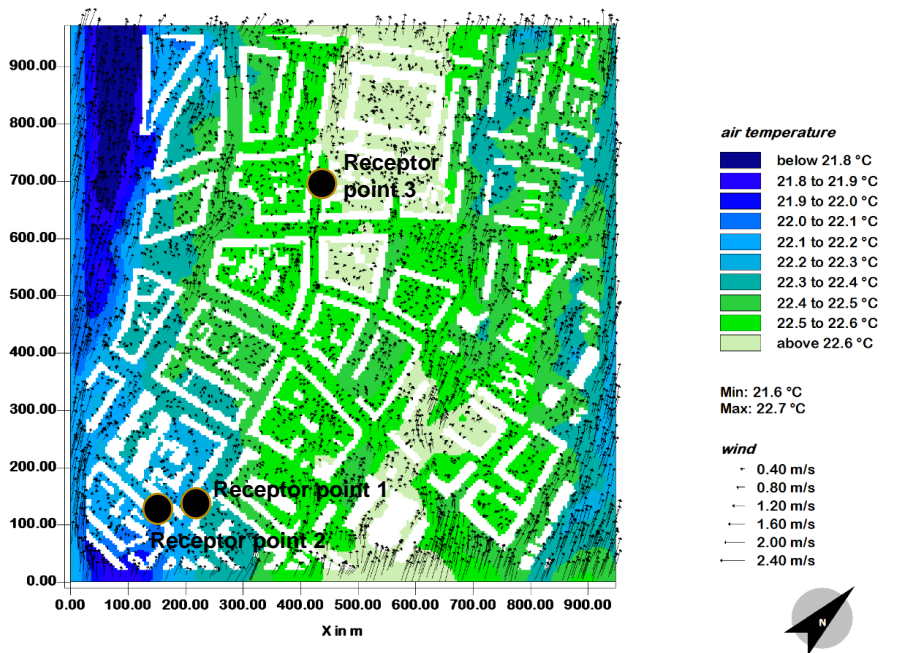 900.00
800.00
700.00
600.00
500.00
400.00
300.00
200.00
100.00
0.00
0.00 100.00 200.00 300.00 400.00 500.00 600.00 700.00 800.00 900.00
X in m
Receptor
point 3
Receptor point 1
Receptor point 2
air temperature
below 21.8 °C
21.8 to 21.9 °C
21.9 to 22.0 °C
22.0 to 22.1 °C
22.1 to 22.2 °C
22.2 to 22.3 °C
22.3 to 22.4 °C
22.4 to 22.5 °C
22.5 to 22.6 °C
above 22.6 °C
Min: 21.6 °C
Max: 22.7 °C
wind
0.40 m/s
0.80 m/s
1.20 m/s
1.60 m/s
2.00 m/s
2.40 m/s
N